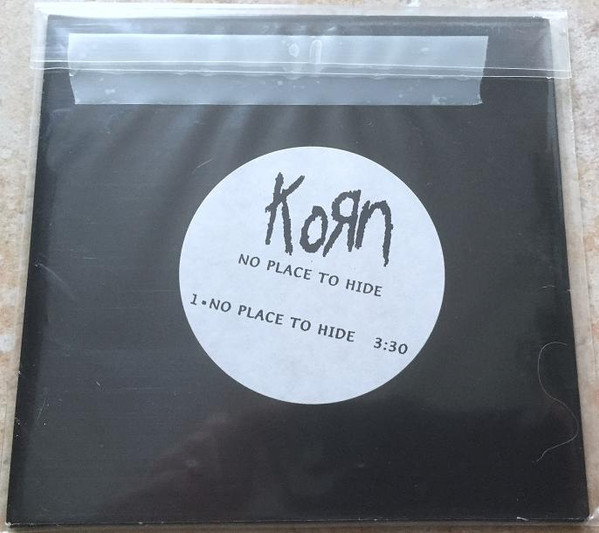 KoЯn
NO PLACE TO HIDE
1•NO PLACE TO HIDE 3:30